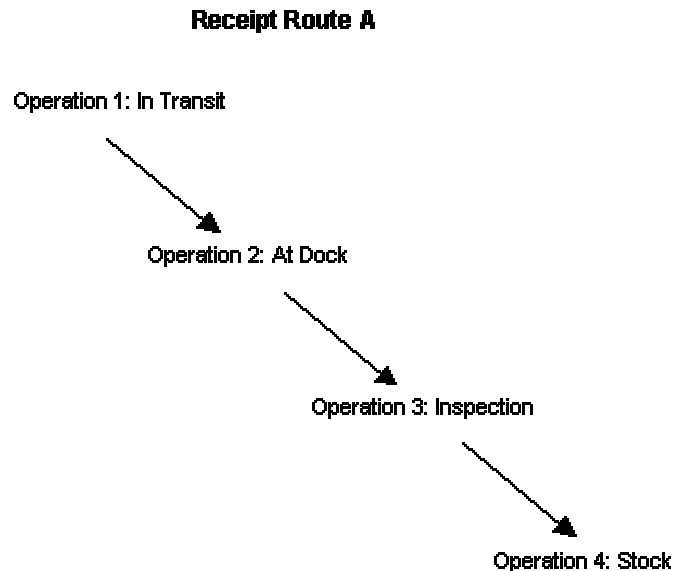 Receipt Route A
Operation 1: In Transit
Operation 2: At Dock
Operation 3: Inspection
Operation 4: Stock